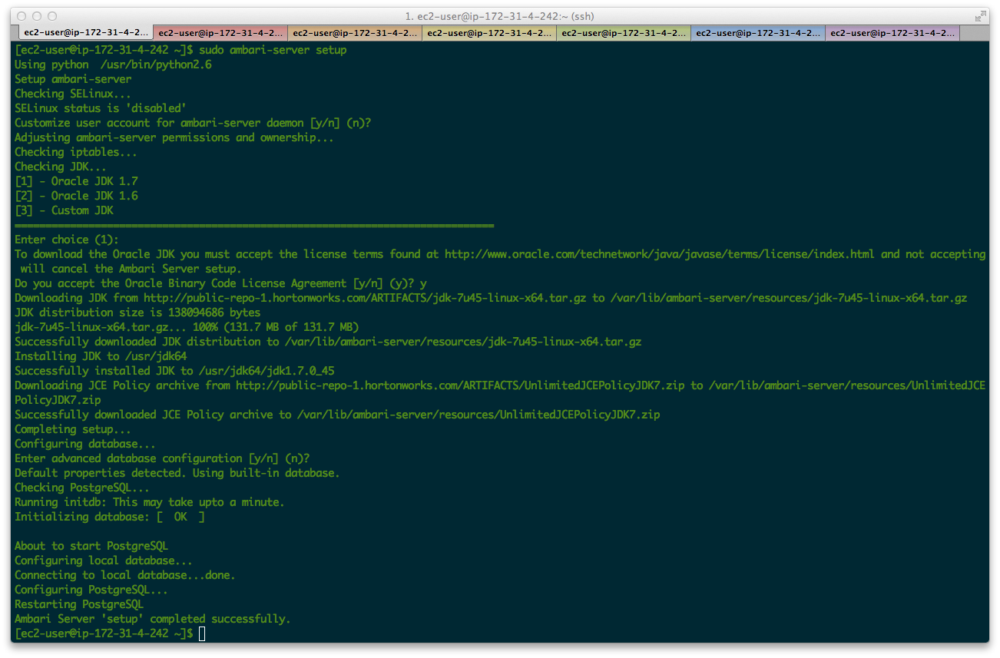 1. ec2-user@ip-172-31-4-242:~ (ssh)
ec2-user@ip-172-31-4-2... ec2-user@ip-172-31-4-2... ec2-user@ip-172-31-4-2... ec2-user@ip-172-31-4-2... ec2-user@ip-172-31-4-2... ec2-user@ip-172-31-4-2... ec2-user@ip-172-31-4-2...
[ec2-user@ip-172-31-4-242 ~]$ sudo ambari-server setup
Using python  /usr/bin/python2.6
Setup ambari-server
Checking SELinux...
SELinux status is 'disabled'
Customize user account for ambari-server daemon [y/n] (n)?
Adjusting ambari-server permissions and ownership...
Checking iptables...
Checking JDK...
[1] - Oracle JDK 1.7
[2] - Oracle JDK 1.6
[3] - Custom JDK
==============================================================================
Enter choice (1):
To download the Oracle JDK you must accept the license terms found at http://www.oracle.com/technetwork/java/javase/terms/license/index.html and not accepting
 will cancel the Ambari Server setup.
Do you accept the Oracle Binary Code License Agreement [y/n] (y)? y
Downloading JDK from http://public-repo-1.hortonworks.com/ARTIFACTS/jdk-7u45-linux-x64.tar.gz to /var/lib/ambari-server/resources/jdk-7u45-linux-x64.tar.gz
JDK distribution size is 138094686 bytes
jdk-7u45-linux-x64.tar.gz... 100% (131.7 MB of 131.7 MB)
Successfully downloaded JDK distribution to /var/lib/ambari-server/resources/jdk-7u45-linux-x64.tar.gz
Installing JDK to /usr/jdk64
Successfully installed JDK to /usr/jdk64/jdk1.7.0_45
Downloading JCE Policy archive from http://public-repo-1.hortonworks.com/ARTIFACTS/UnlimitedJCEPolicyJDK7.zip to /var/lib/ambari-server/resources/UnlimitedJCE
PolicyJDK7.zip
Successfully downloaded JCE Policy archive to /var/lib/ambari-server/resources/UnlimitedJCEPolicyJDK7.zip
Completing setup...
Configuring database...
Enter advanced database configuration [y/n] (n)?
Default properties detected. Using built-in database.
Checking PostgreSQL...
Running initdb: This may take upto a minute.
Initializing database: [  OK  ]
About to start PostgreSQL
Configuring local database...
Connecting to local database...done.
Configuring PostgreSQL...
Restarting PostgreSQL
Ambari Server 'setup' completed successfully.
[ec2-user@ip-172-31-4-242 ~]$